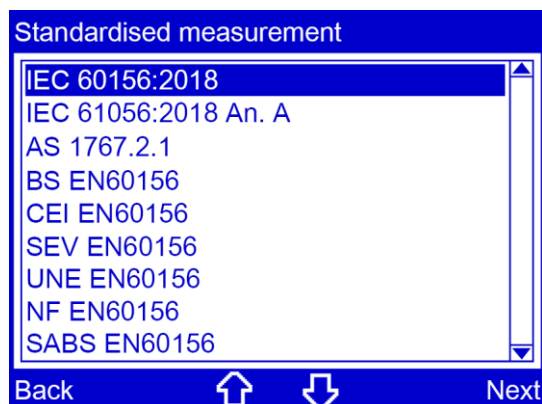 Standardised measurement
IEC 60156:2018
IEC 61056:2018 An. A
AS 1767.2.1
BS EN60156
CEI EN60156
SEV EN60156
UNE EN60156
NF EN60156
SABS EN60156
Back Next